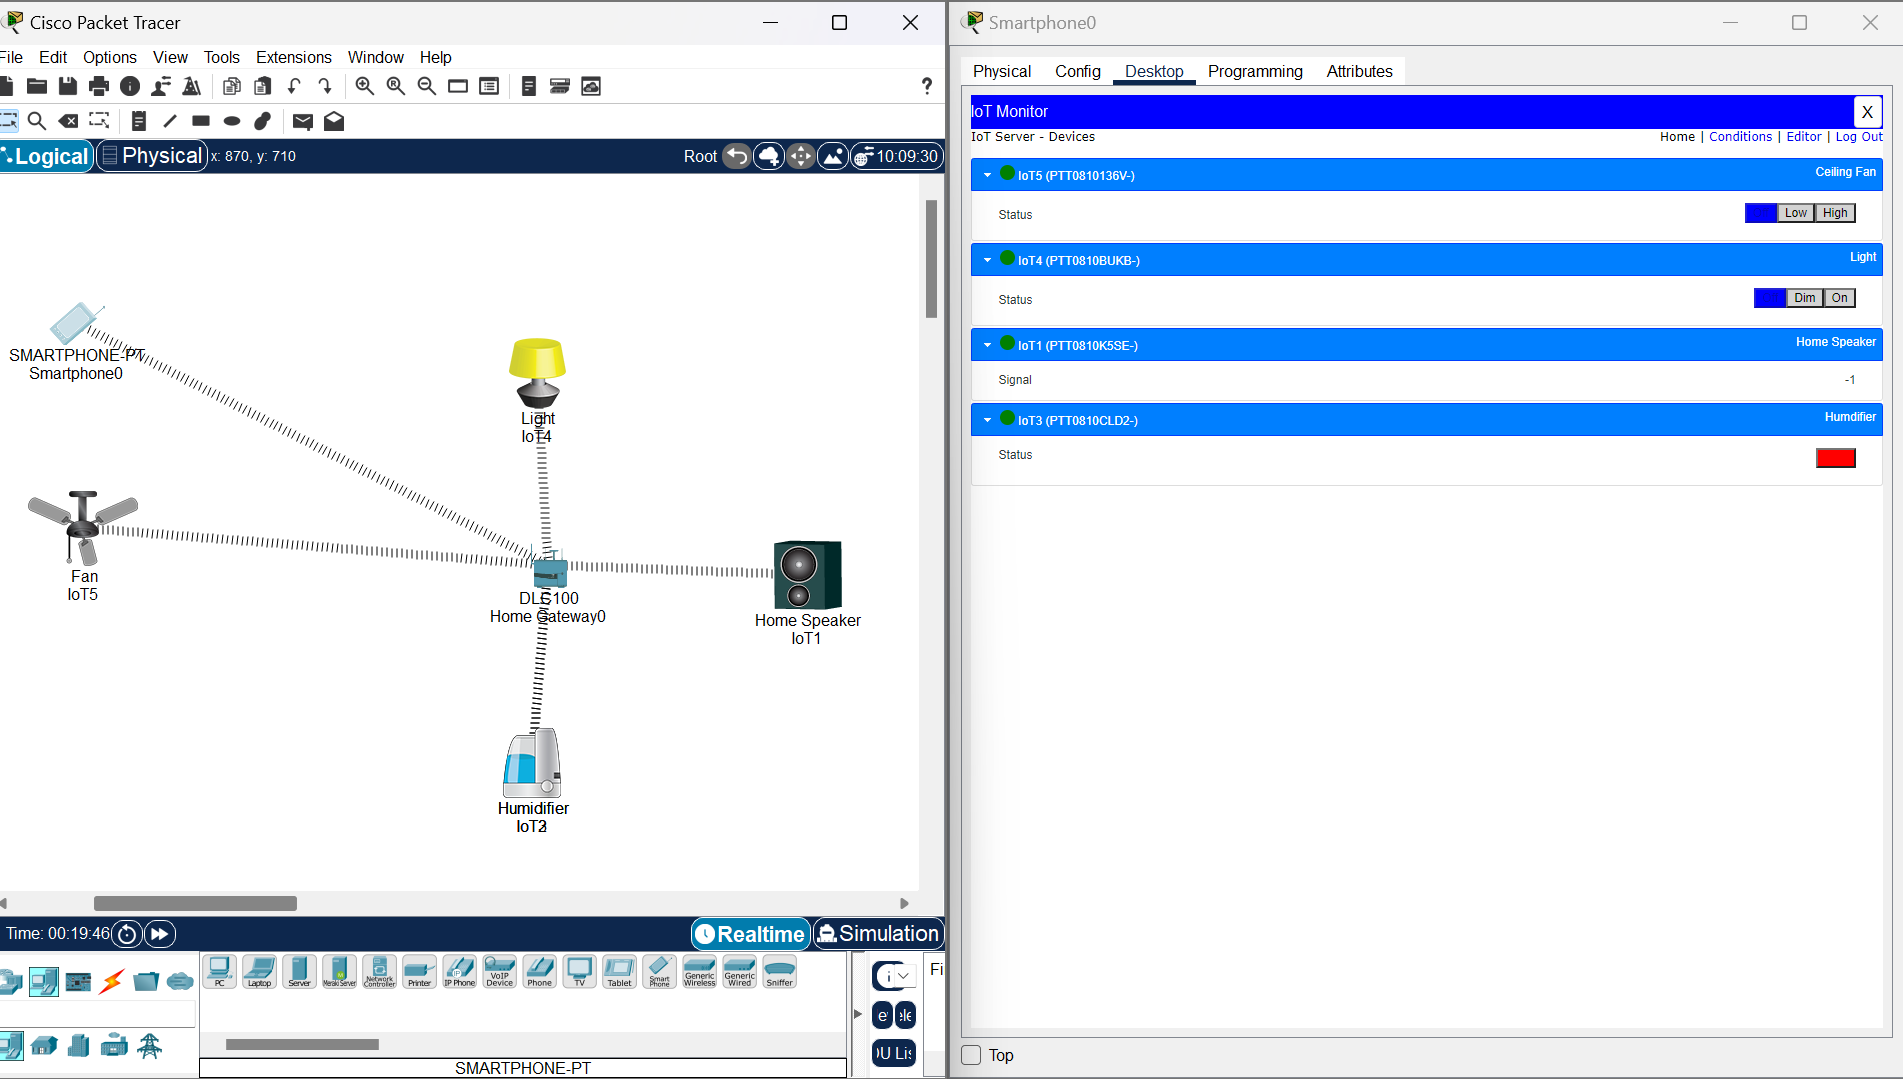 Cisco Packet Tracer
File Edit Options View Tools Extensions Window Help
?
Logical Physical x: 870, y: 710 Root 10:09:30
SMARTPHONE-PT
Smartphone0
Light
IoT4
Fan
IoT5
DLC100
Home Gateway0
Home Speaker
IoT1
Humidifier
Time: 00:19:46 Realtime Simulation
PC Laptop Server Meraki Server Network Controller Printer IP Phone VoIP Device Phone TV Tablet Smart Phone Generic Wireless Generic Wired Sniffer
SMARTPHONE-PT
Smartphone0
Physical Config Desktop Programming Attributes
IoT Monitor X
IoT Server - Devices Home | Conditions | Editor | Log Out
IoT5 (PTT0810136V-) Ceiling Fan
Status Low High
IoT4 (PTT0810BUKB-) Light
Status Dim On
IoT1 (PTT0810K5SE-) Home Speaker
Signal -1
IoT3 (PTT0810CLD2-) Humdifier
Status
Top